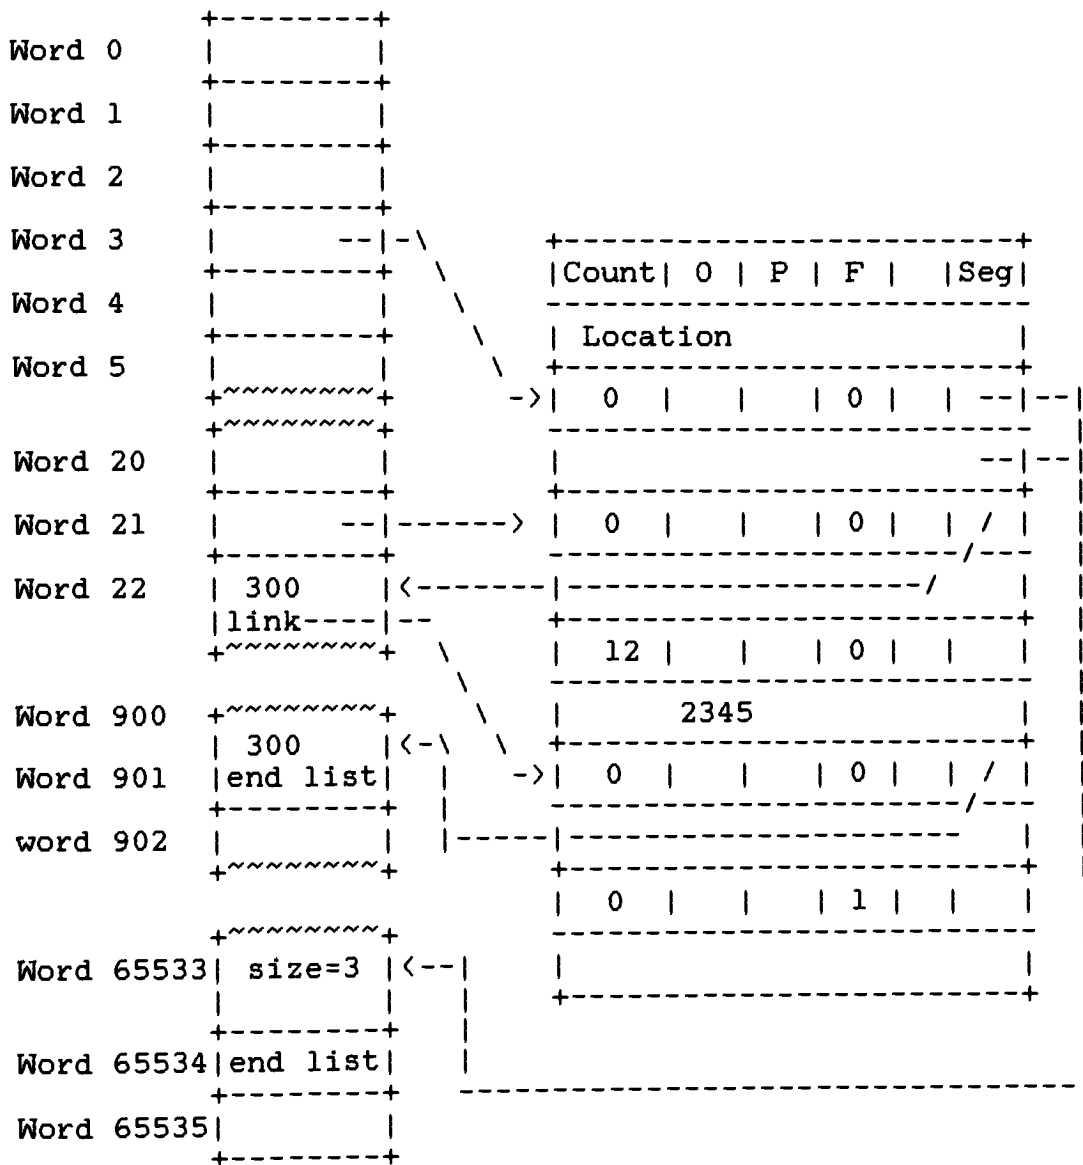 Word 0
Word 1
Word 2
Word 3
|Count| O | P | F | |Seg|
Word 4
| Location
Word 5
0 | | | 0 | |
Word 20
Word 21
0 | | | 0 | |
Word 22 | 300
|link
12 | | | 0 | |
Word 900
2345
| 300
Word 901 |end list|
0 | | | 0 | |
word 902
0 | | | 1 | |
Word 65533| size=3
Word 65534|end list|
Word 65535|